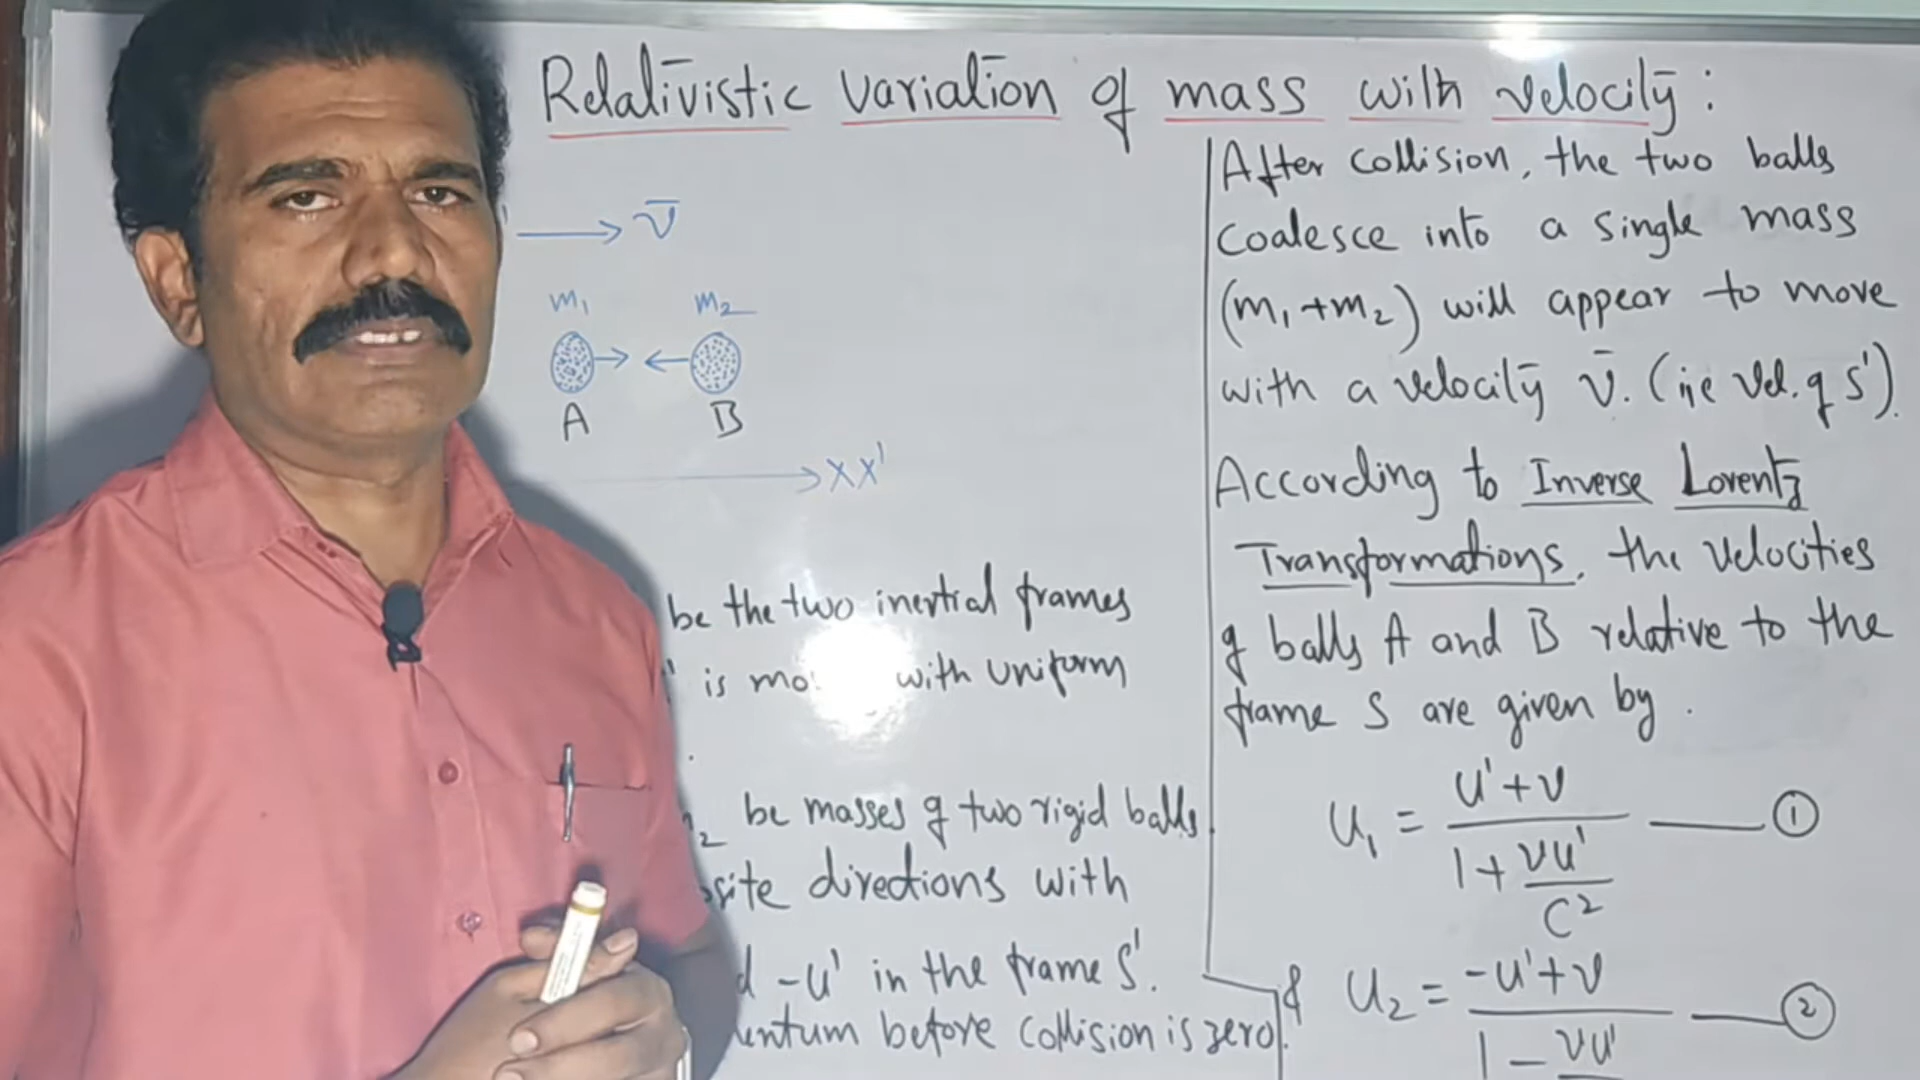 Relativistic variation of mass with velocity:
→ v̄
m₁ m₂
A B
XX'
be the two inertial frames
is with uniform
.
₂ be masses of two rigid balls.
directions with
-u' in the frame S'.
before collision is zero.
After collision, the two balls
coalesce into a single mass
(m₁+m₂) will appear to move
with a velocity v̄. (i;e vel. of S').
According to Inverse Lorentz
Transformations, the velocities
of balls A and B relative to the
frame S are given by.
u₁ = (u'+v)/(1+vu'/c²) —— ①
& u₂ = (-u'+v)/(1-vu'/ —— ②